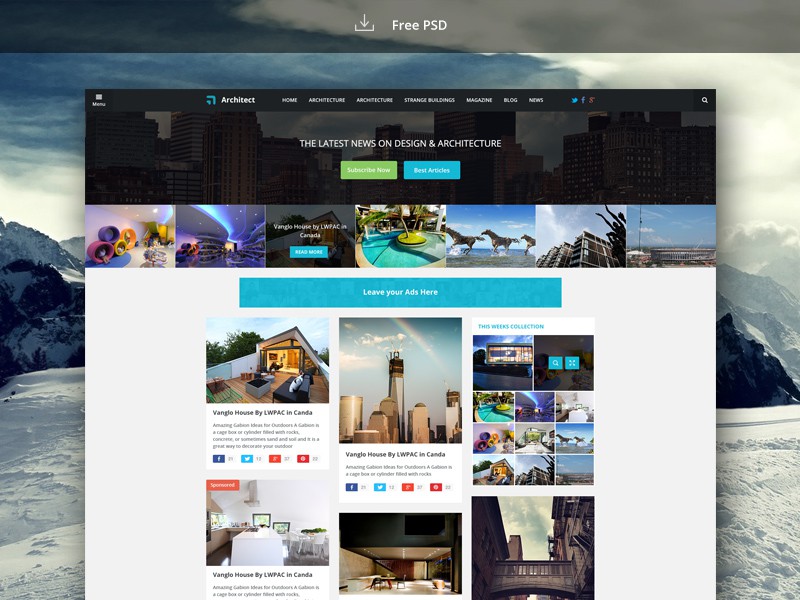 Free PSD
Menu
Architect
HOME
ARCHITECTURE
ARCHITECTURE
STRANGE BUILDINGS
MAGAZINE
BLOG
NEWS
THE LATEST NEWS ON DESIGN & ARCHITECTURE
Subscribe Now
Best Articles
Vanglo House by LWPAC in
Canada
READ MORE
Leave your Ads Here
Vanglo House By LWPAC in Canda
Amazing Gabion Ideas for Outdoors A Gabion is
a cage box or cylinder filled with rocks,
concrete, or sometimes sand and soil and it is a
great way to decorate your outdoor
21
12
37
02
Sponsored
Vanglo House By LWPAC in Canda
Amazing Gabion Ideas for Outdoors A Gabion is
a cage box or cylinder filled with rocks,
Vanglo House By LWPAC in Canda
Amazing Gabion Ideas for Outdoors A Gabion is
a cage box or cylinder filled with rocks
21
12
37
02
THIS WEEKS COLLECTION